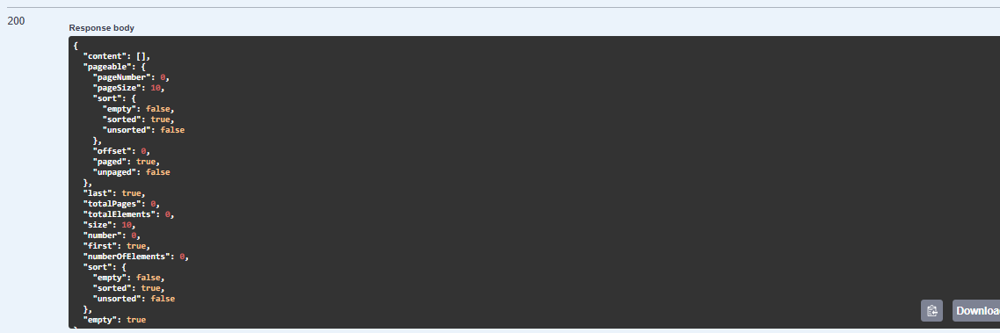 200
Response body
{
"content": [],
"pageable": {
"pageNumber": 0,
"pageSize": 10,
"sort": {
"empty": false,
"sorted": true,
"unsorted": false
},
"offset": 0,
"paged": true,
"unpaged": false
},
"last": true,
"totalPages": 0,
"totalElements": 0,
"size": 10,
"number": 0,
"first": true,
"numberOfElements": 0,
"sort": {
"empty": false,
"sorted": true,
"unsorted": false
},
"empty": true
Downloa